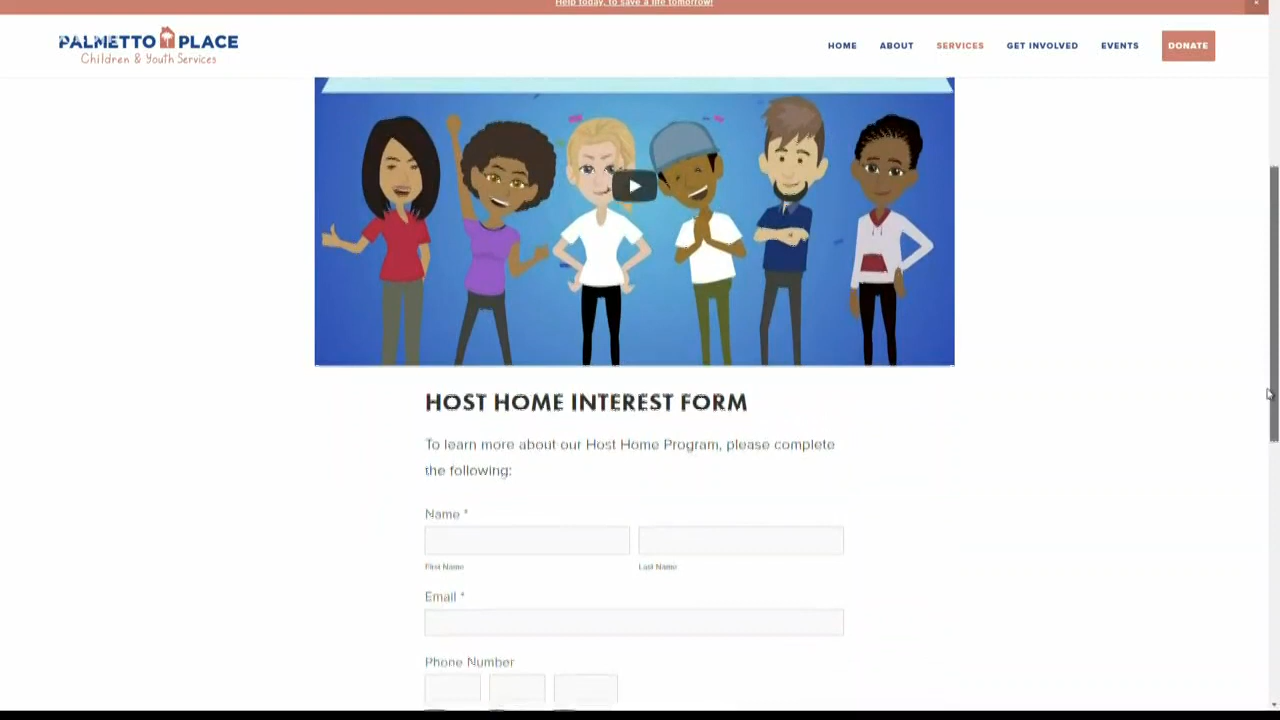 Help today, to save a life tomorrow!
×
PALMETTO PLACE
Children & Youth Services
HOME
ABOUT
SERVICES
GET INVOLVED
EVENTS
DONATE
HOST HOME INTEREST FORM
To learn more about our Host Home Program, please complete
the following:
Name *
First Name
Last Name
Email *
Phone Number